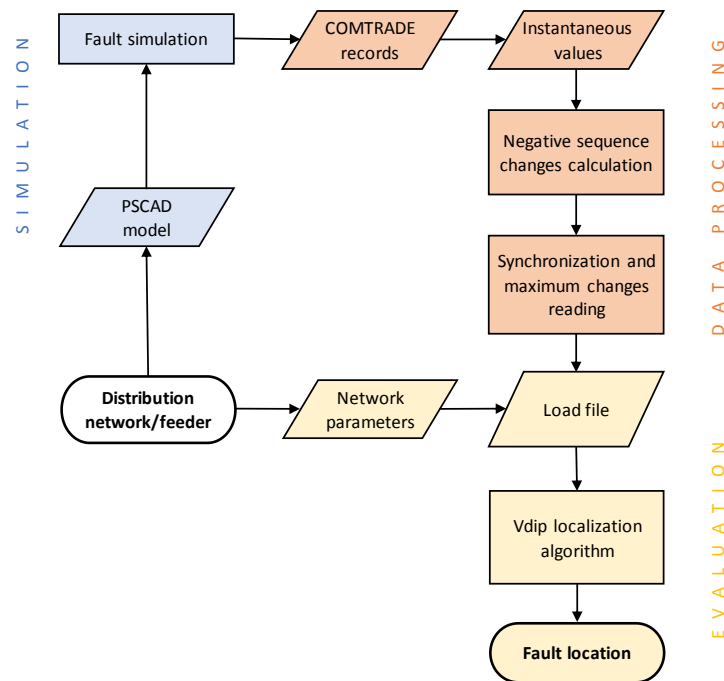 SIMULATION
Fault simulation
COMTRADE
records
Instantaneous
values
Negative sequence
changes calculation
PSCAD
model
Synchronization and
maximum changes
reading
DATA PROCESSING
Distribution
network/feeder
Network
parameters
Load file
Vdip localization
algorithm
Fault location
EVALUATION